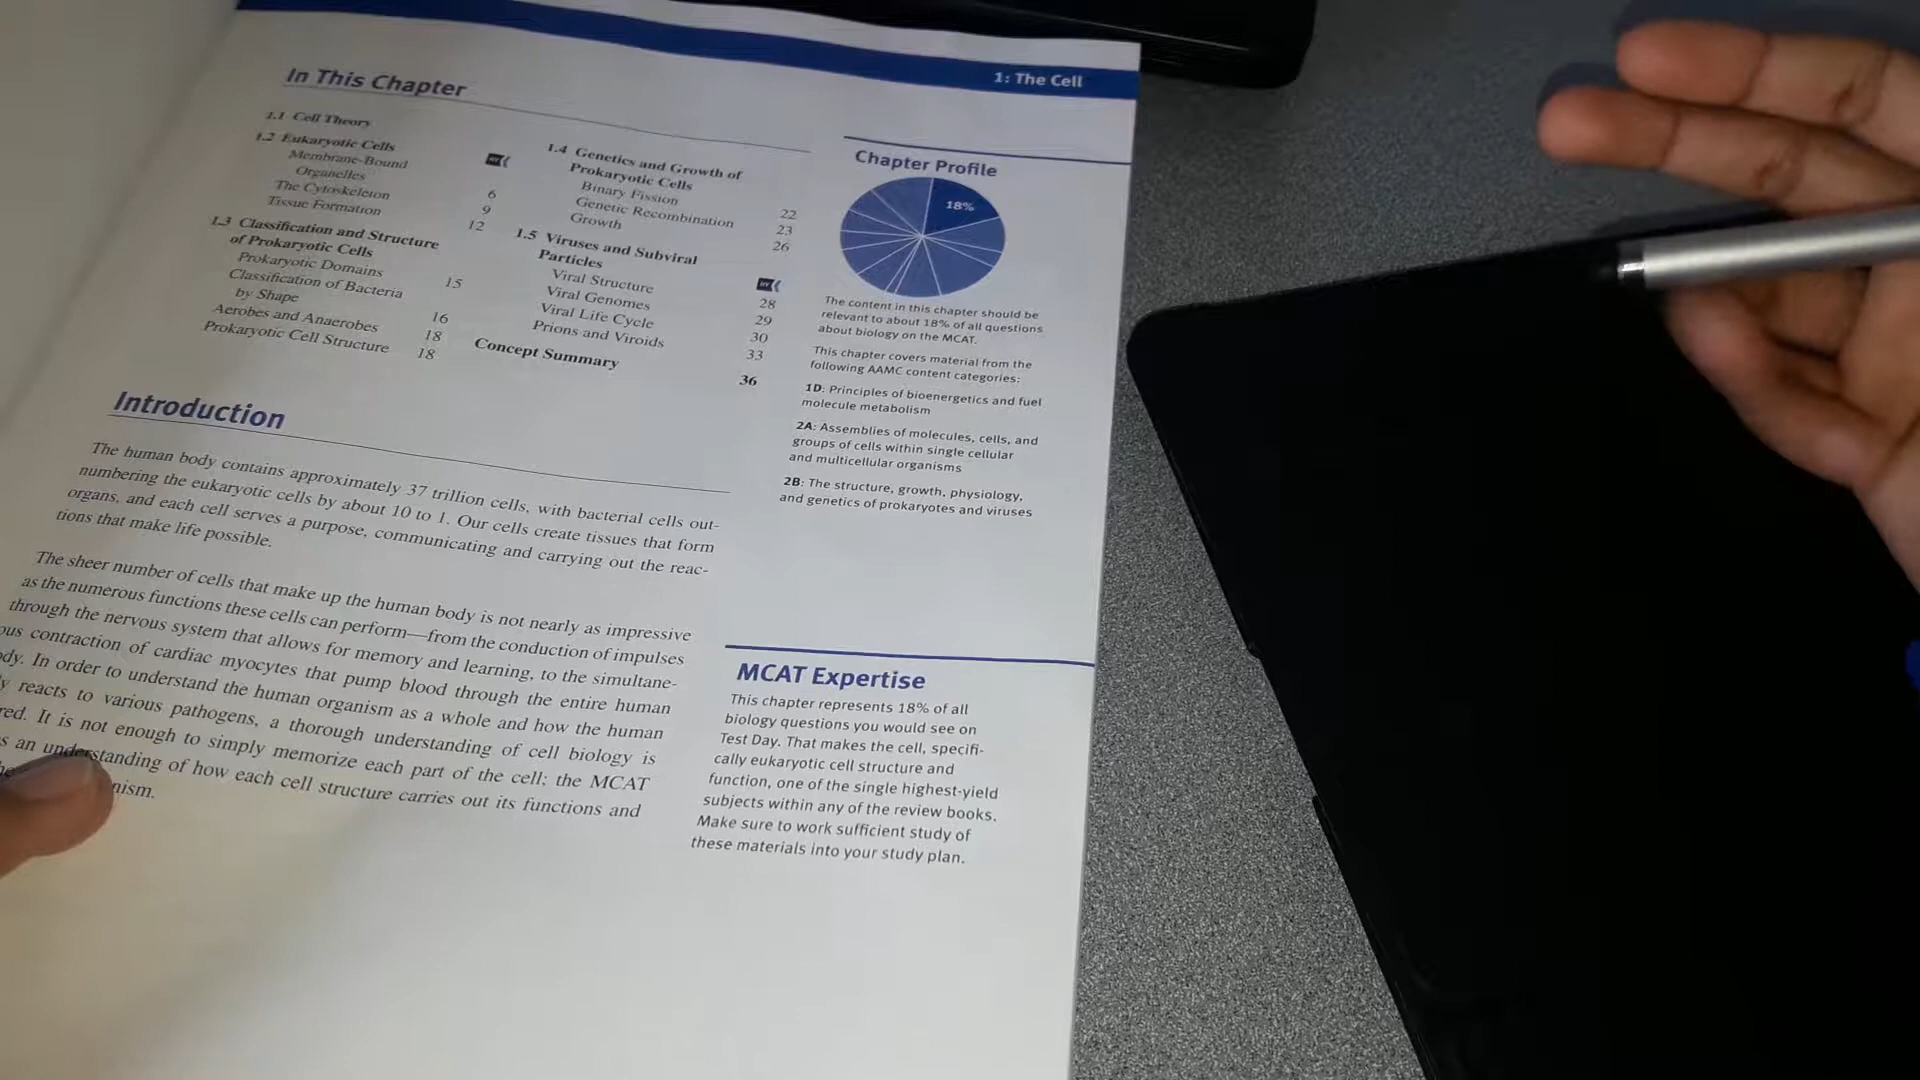 1: The Cell
In This Chapter
1.1 Cell Theory
1.2 Eukaryotic Cells
Membrane-Bound
Organelles 6
The Cytoskeleton 9
Tissue Formation 12
1.3 Classification and Structure
of Prokaryotic Cells
Prokaryotic Domains 15
Classification of Bacteria
by Shape 16
Aerobes and Anaerobes 18
Prokaryotic Cell Structure 18
1.4 Genetics and Growth of
Prokaryotic Cells
Binary Fission 22
Genetic Recombination 23
Growth 26
1.5 Viruses and Subviral
Particles
Viral Structure 28
Viral Genomes 29
Viral Life Cycle 30
Prions and Viroids 33
Concept Summary 36
Introduction
The human body contains approximately 37 trillion cells, with bacterial cells out-
numbering the eukaryotic cells by about 10 to 1. Our cells create tissues that form
organs, and each cell serves a purpose, communicating and carrying out the reac-
tions that make life possible.
The sheer number of cells that make up the human body is not nearly as impressive
as the numerous functions these cells can perform—from the conduction of impulses
through the nervous system that allows for memory and learning, to the simultane-
ous contraction of cardiac myocytes that pump blood through the entire human
In order to understand the human organism as a whole and how the human
reacts to various pathogens, a thorough understanding of cell biology is
It is not enough to simply memorize each part of the cell; the MCAT
an understanding of how each cell structure carries out its functions and
Chapter Profile
18%
The content in this chapter should be
relevant to about 18% of all questions
about biology on the MCAT.
This chapter covers material from the
following AAMC content categories:
1D: Principles of bioenergetics and fuel
molecule metabolism
2A: Assemblies of molecules, cells, and
groups of cells within single cellular
and multicellular organisms
2B: The structure, growth, physiology,
and genetics of prokaryotes and viruses
MCAT Expertise
This chapter represents 18% of all
biology questions you would see on
Test Day. That makes the cell, specifi-
cally eukaryotic cell structure and
function, one of the single highest-yield
subjects within any of the review books.
Make sure to work sufficient study of
these materials into your study plan.